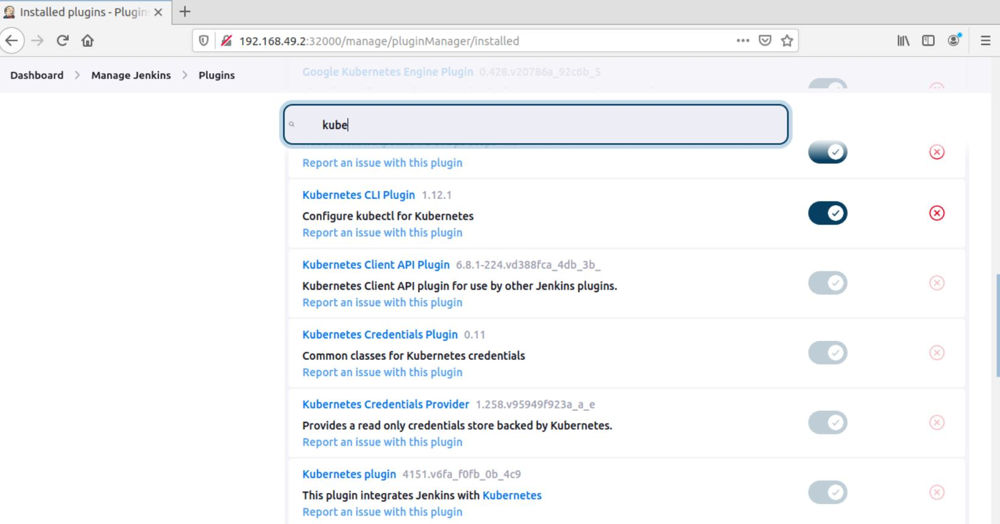 Installed plugins - Plugin
192.168.49.2:32000/manage/pluginManager/installed
Dashboard
Manage Jenkins
Plugins
Google Kubernetes Engine Plugin 0.428.v20786a_92c6b_5
kube
Report an issue with this plugin
Kubernetes CLI Plugin 1.12.1
Configure kubectl for Kubernetes
Report an issue with this plugin
Kubernetes Client API Plugin 6.8.1-224.vd388fca_4db_3b_
Kubernetes Client API plugin for use by other Jenkins plugins.
Report an issue with this plugin
Kubernetes Credentials Plugin 0.11
Common classes for Kubernetes credentials
Report an issue with this plugin
Kubernetes Credentials Provider 1.258.v95949f923a_a_e
Provides a read only credentials store backed by Kubernetes.
Report an issue with this plugin
Kubernetes plugin 4151.v6fa_f0fb_0b_4c9
This plugin integrates Jenkins with Kubernetes
Report an issue with this plugin